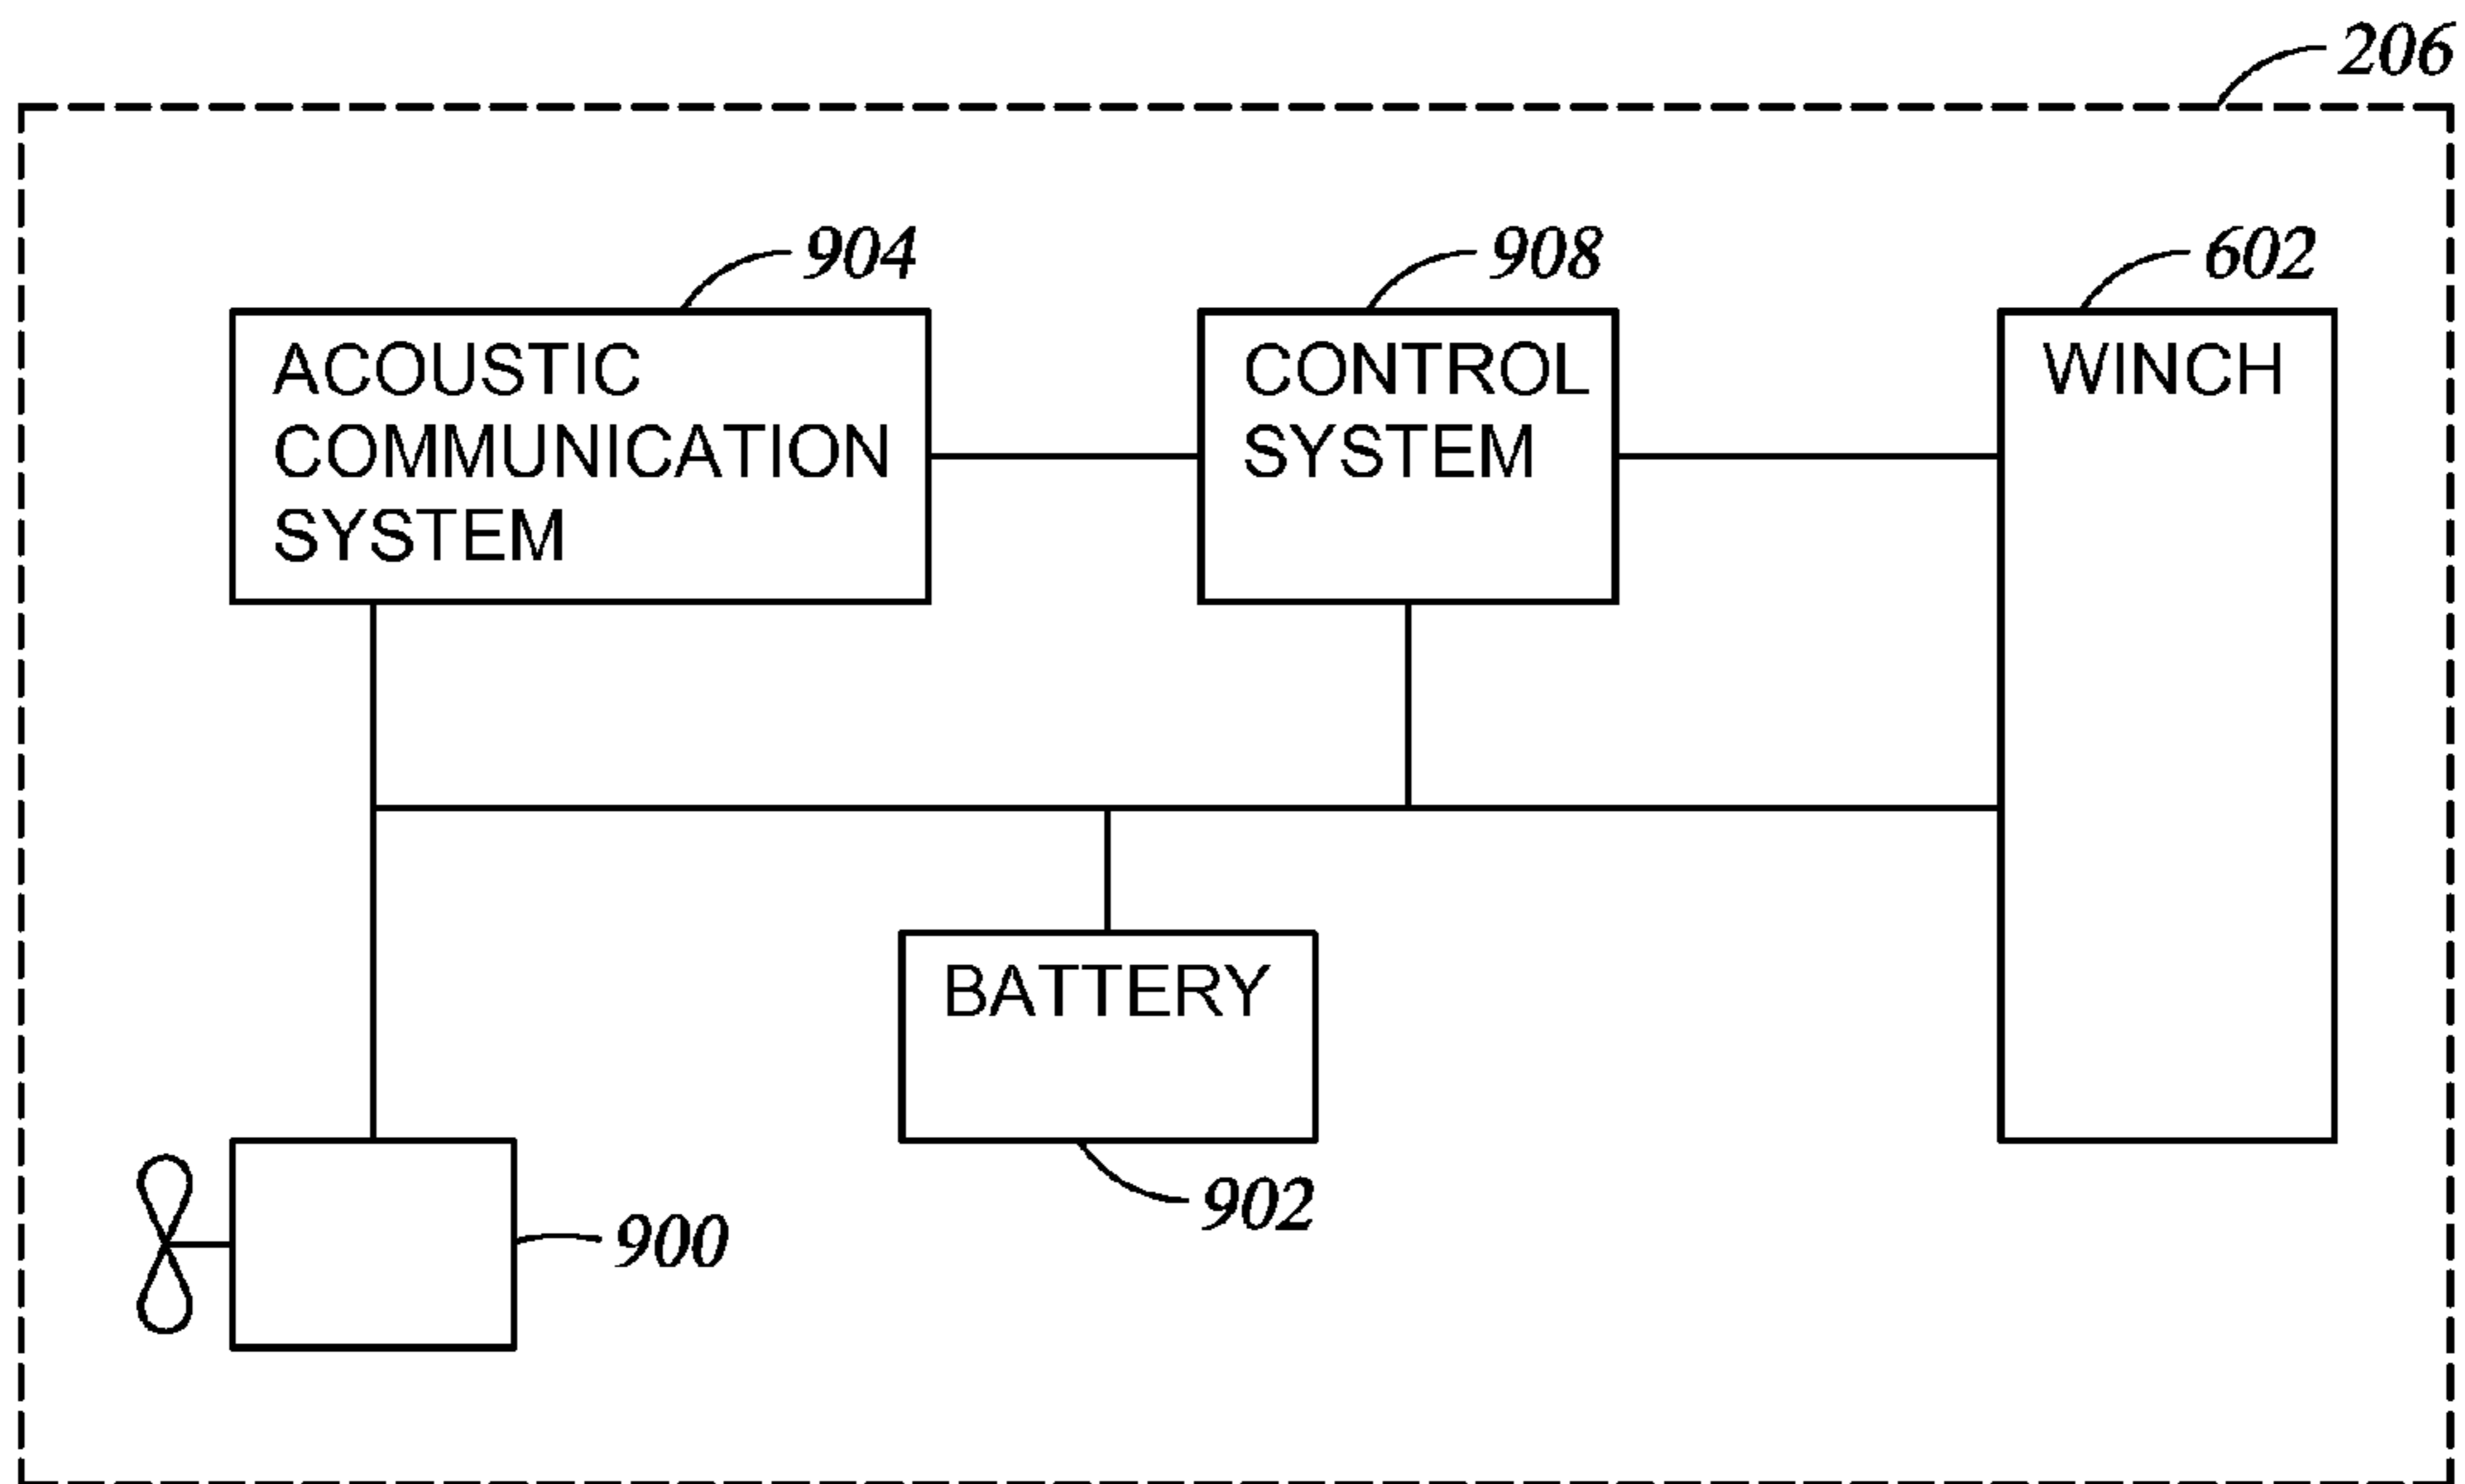 206
904
908
602
ACOUSTIC
COMMUNICATION
SYSTEM
CONTROL
SYSTEM
WINCH
BATTERY
902
900